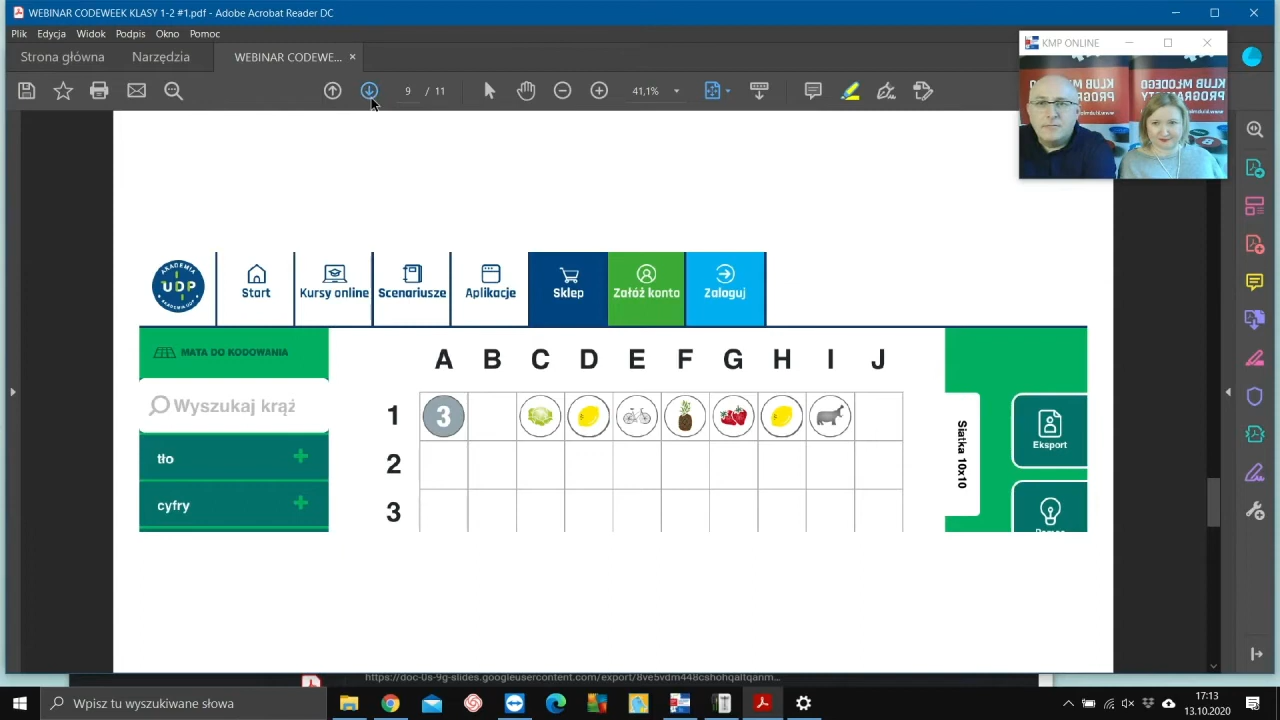 WEBINAR CODEWEEK KLASY 1-2 #1.pdf - Adobe Acrobat Reader DC
Plik Edycja Widok Podpis Okno Pomoc
Strona główna Narzędzia WEBINAR CODEWE... ×
9 / 11
41,1%
KMP ONLINE
AKADEMIA
UDP
Start
Kursy online
Scenariusze
Aplikacje
Sklep
Załóż konto
Zaloguj
MATA DO KODOWANIA
Wyszukaj krąż
tło +
cyfry +
A B C D E F G H I J
1 3
2
3
Siatka 10x10
Eksport
Wpisz tu wyszukiwane słowa
17:13
13.10.2020